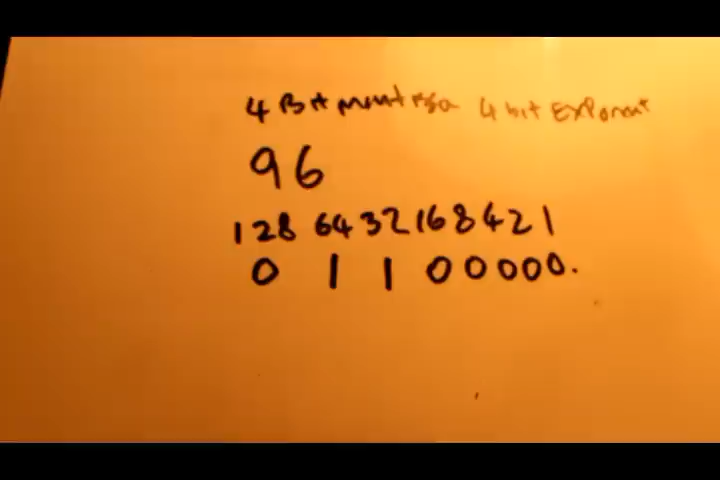 4 Bit mantissa 4 bit Exponent
96
128 64 32 16 8 4 2 1
0 1 1 0 0 0 0 0.